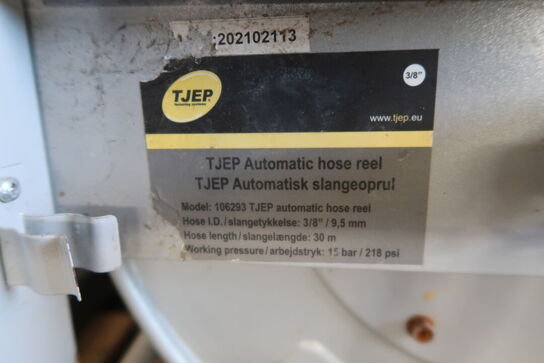 :202102113
3/8"
TJEP
fastening systems
www.tjep.eu
TJEP Automatic hose reel
TJEP Automatisk slangeoprul
Model: 106293 TJEP automatic hose reel
Hose I.D./slangetykkelse: 3/8" / 9,5 mm
Hose length/slangelængde: 30 m
Working pressure/arbejdstryk: 15 bar / 218 psi